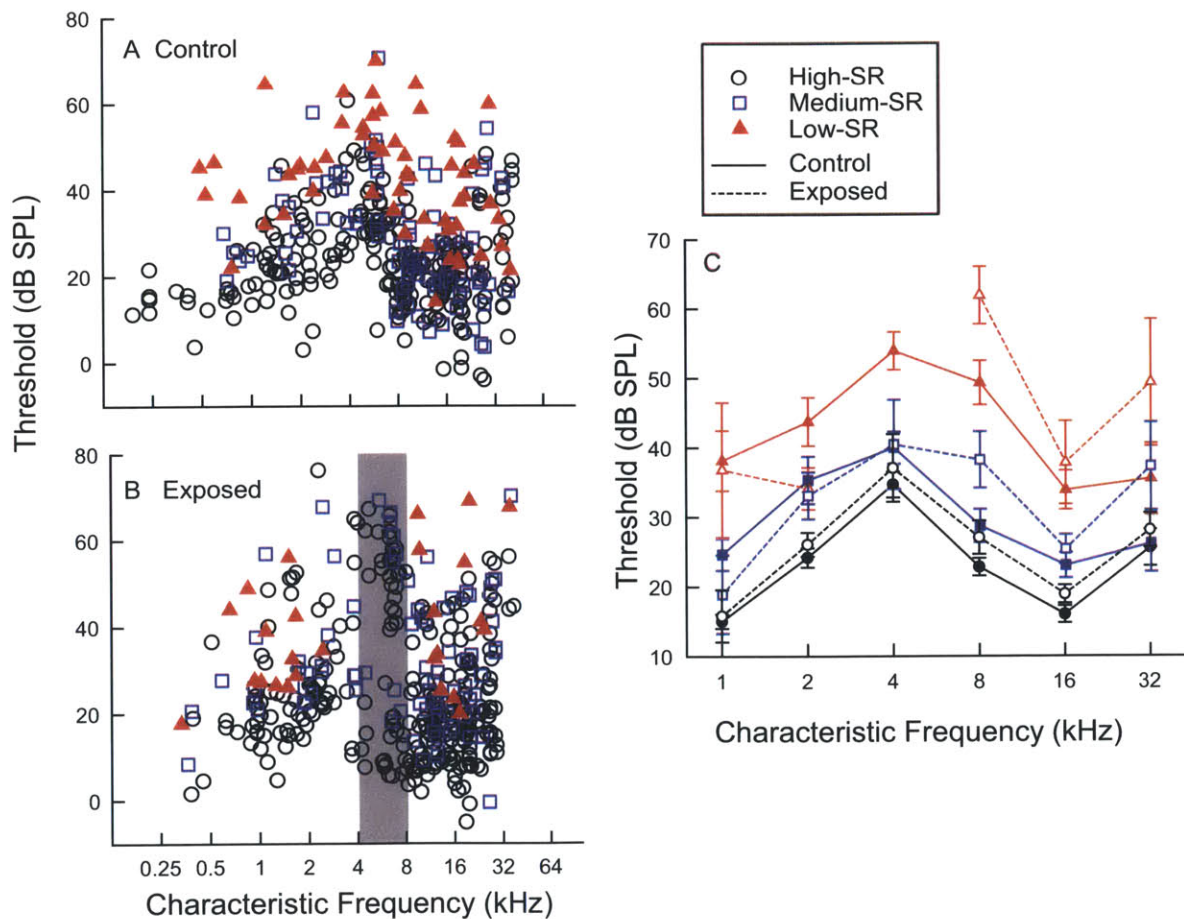 80
60
40
20
0
A Control
Threshold (dB SPL)
80
60
40
20
0
B Exposed
0.25 0.5 1 2 4 8 16 32 64
Characteristic Frequency (kHz)
High-SR
Medium-SR
Low-SR
Control
Exposed
70
60
50
40
30
20
10
C
Threshold (dB SPL)
1 2 4 8 16 32
Characteristic Frequency (kHz)